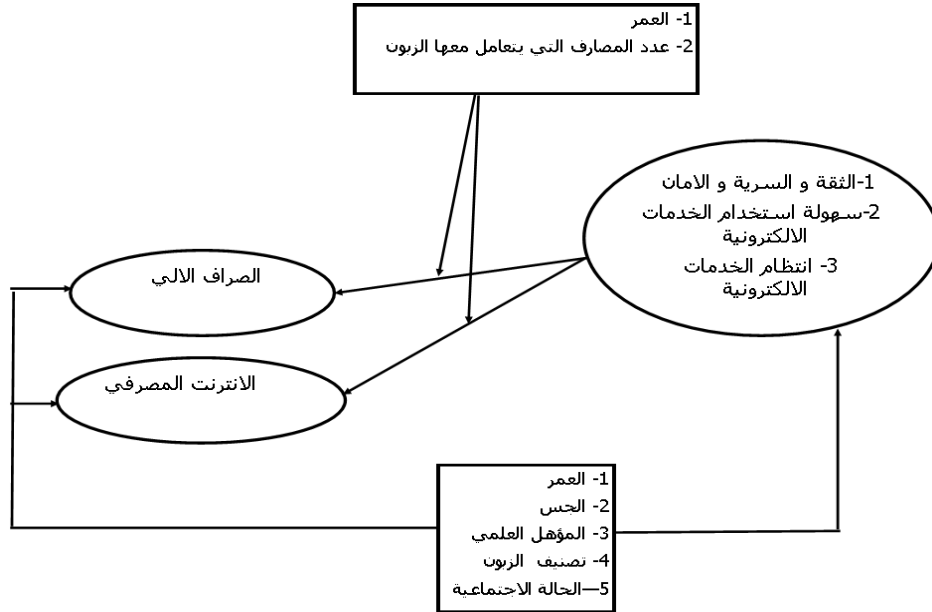 1- العمر
2- عدد المصارف التي يتعامل معها الزبون
1-الثقة و السرية و الامان
2-سهولة استخدام الخدمات
الالكترونية
3- انتظام الخدمات
الالكترونية
الصراف الالي
الانترنت المصرفي
1- العمر
2- الجس
3- المؤهل العلمي
4- تصنيف الزبون
5—الحالة الاجتماعية